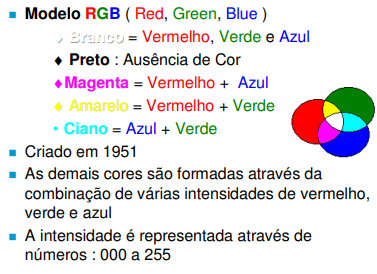 ▪ Modelo RGB ( Red, Green, Blue )
♦ Branco = Vermelho, Verde e Azul
♦ Preto : Ausência de Cor
♦Magenta = Vermelho + Azul
♦ Amarelo = Vermelho + Verde
• Ciano = Azul + Verde
▪ Criado em 1951
▪ As demais cores são formadas através da
combinação de várias intensidades de vermelho,
verde e azul
▪ A intensidade é representada através de
números : 000 a 255